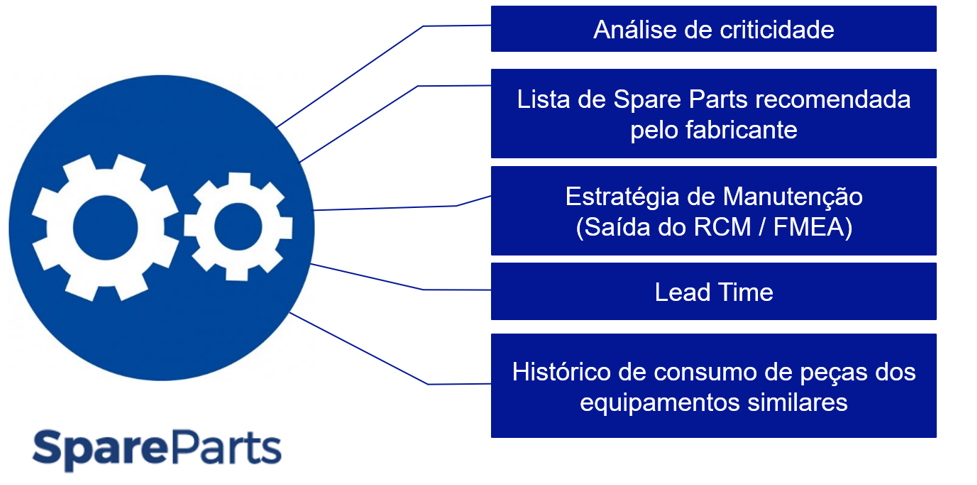 Análise de criticidade
Lista de Spare Parts recomendada
pelo fabricante
Estratégia de Manutenção
(Saída do RCM / FMEA)
Lead Time
Histórico de consumo de peças dos
equipamentos similares
SpareParts